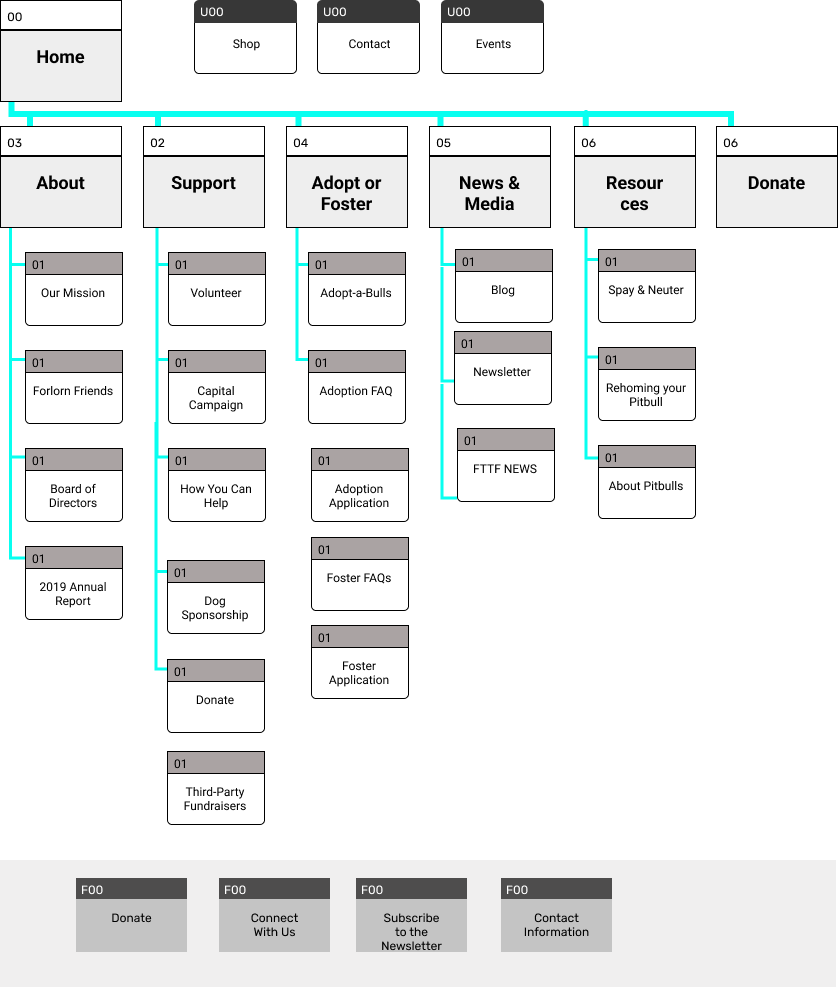 00
Home
U00
Shop
U00
Contact
U00
Events
03
About
02
Support
04
Adopt or
Foster
05
News &
Media
06
Resour
ces
06
Donate
01
Our Mission
01
Forlorn Friends
01
Board of
Directors
01
2019 Annual
Report
01
Volunteer
01
Capital
Campaign
01
How You Can
Help
01
Dog
Sponsorship
01
Donate
01
Third-Party
Fundraisers
01
Adopt-a-Bulls
01
Adoption FAQ
01
Adoption
Application
01
Foster FAQs
01
Foster
Application
01
Blog
01
Newsletter
01
FTTF NEWS
01
Spay & Neuter
01
Rehoming your
Pitbull
01
About Pitbulls
F00
Donate
F00
Connect
With Us
F00
Subscribe
to the
Newsletter
F00
Contact
Information